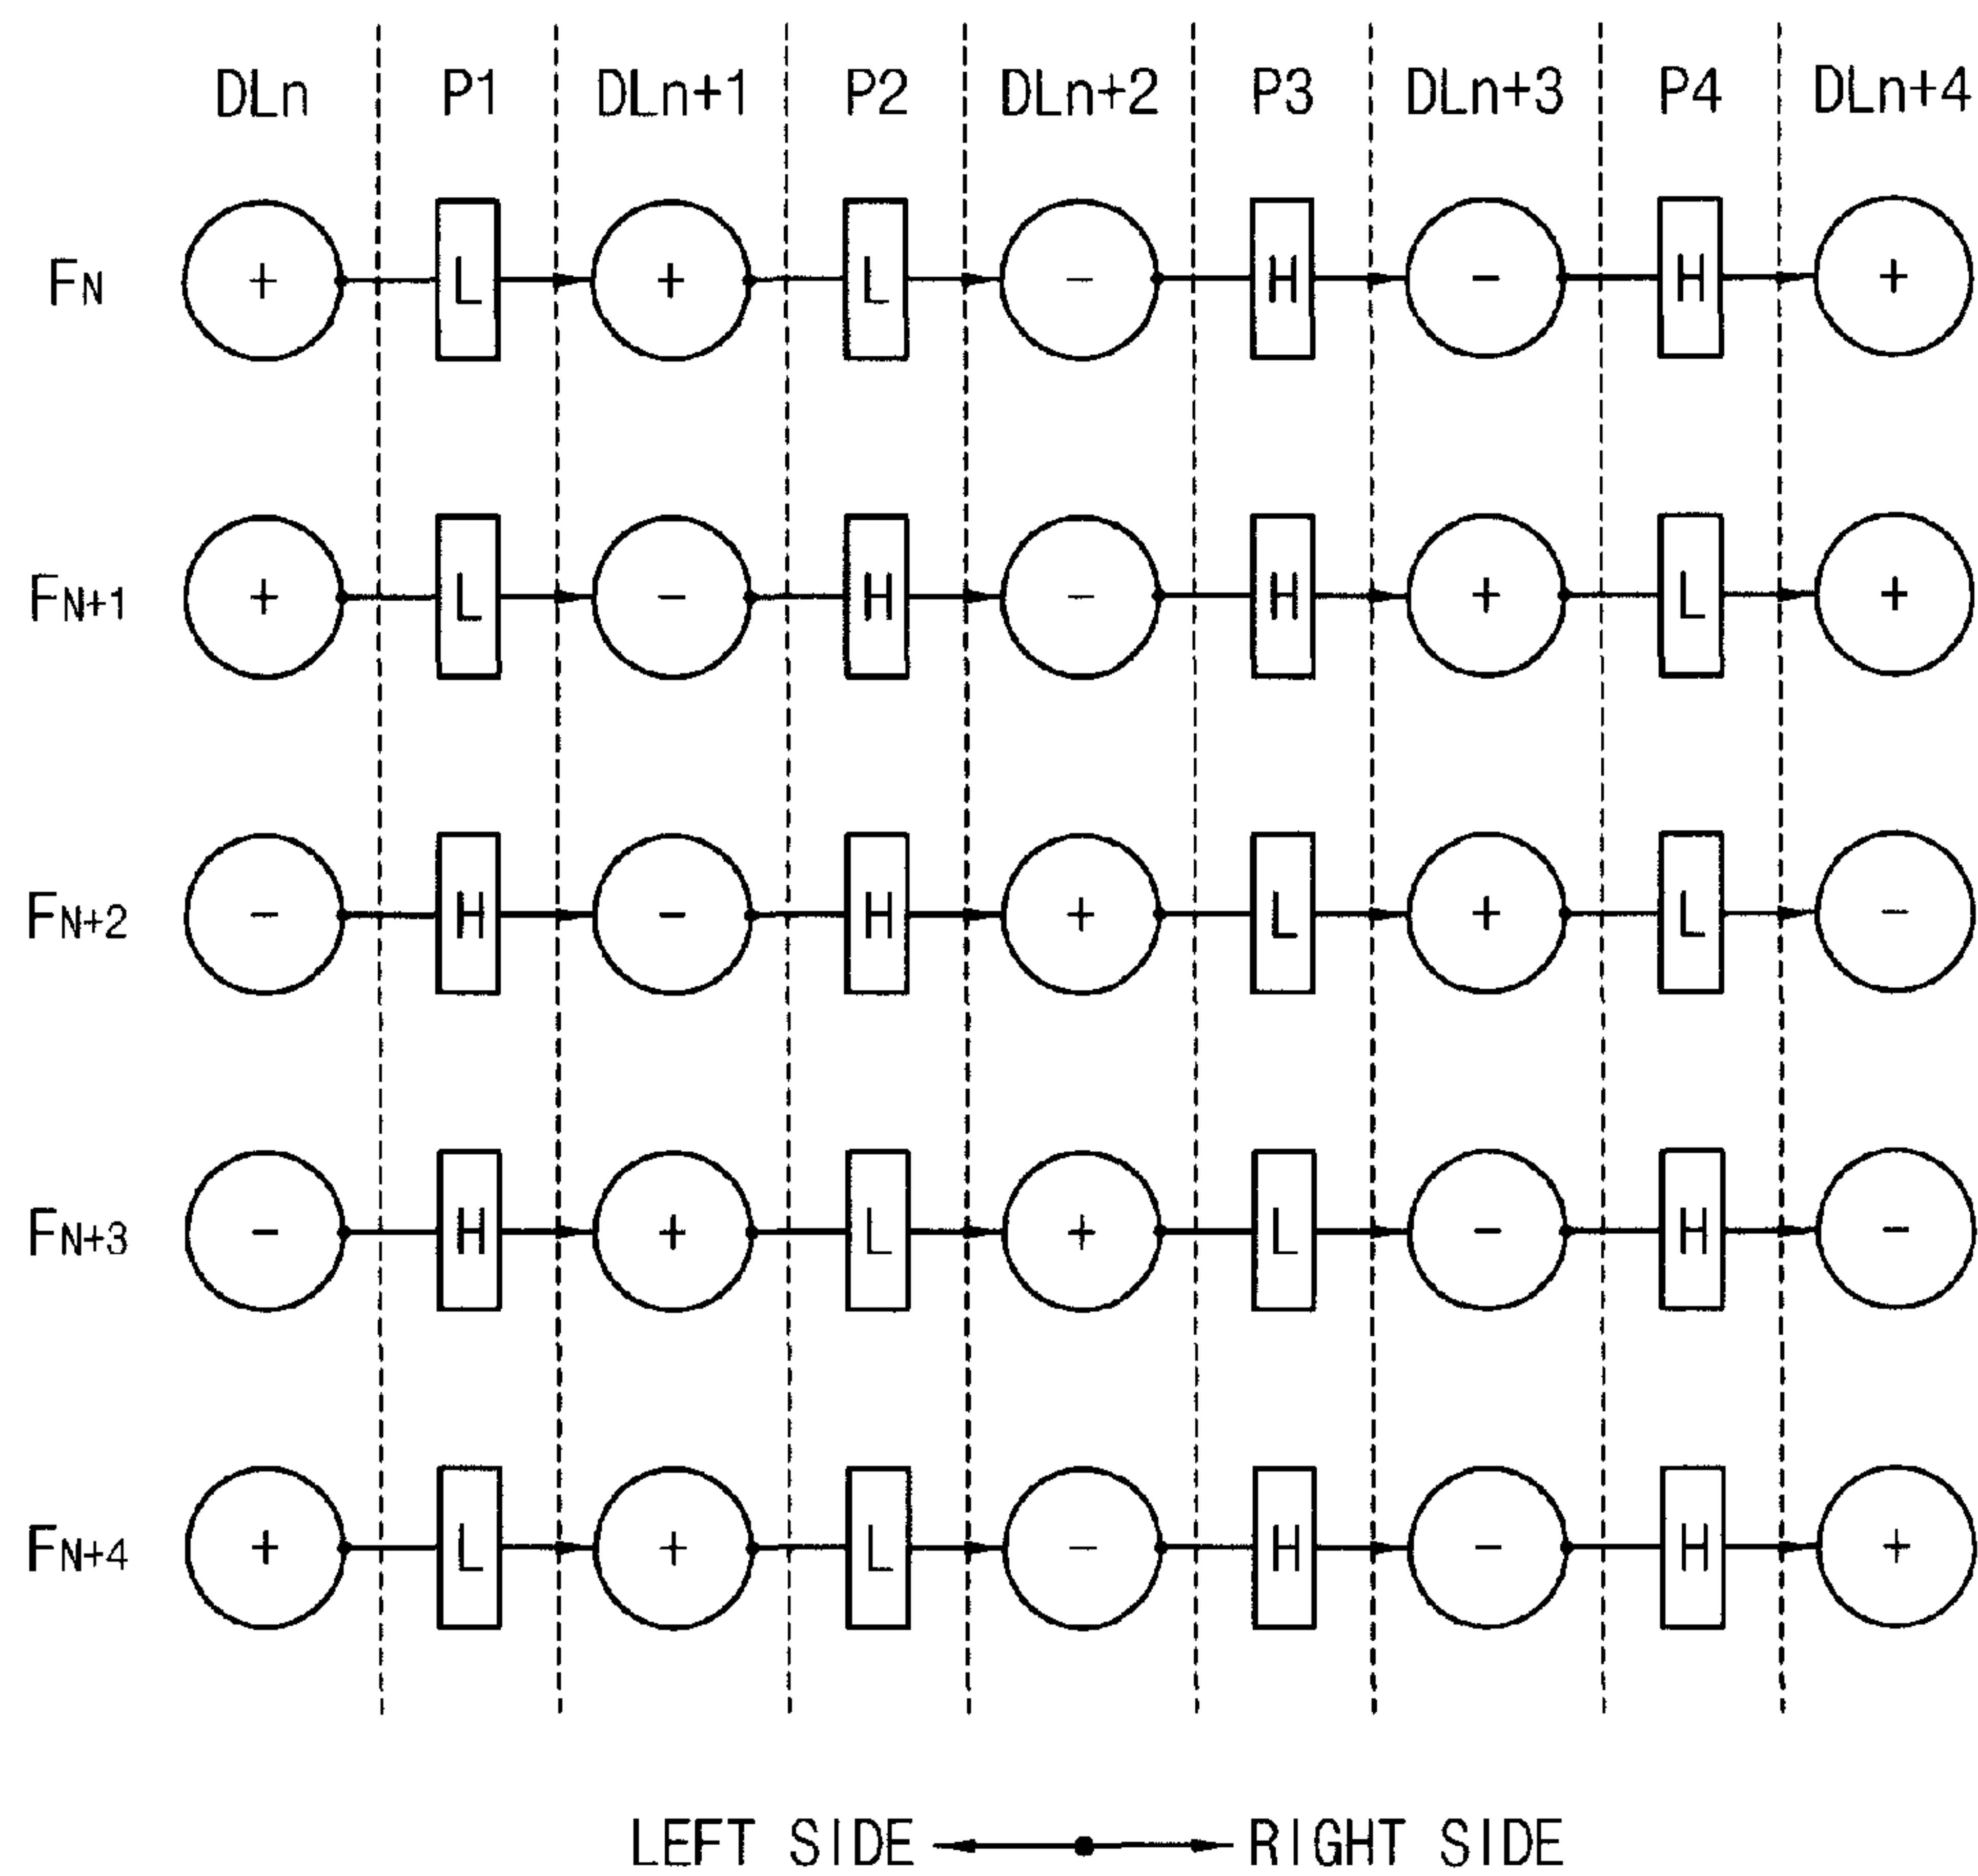 DLn P1 DLn+1 P2 DLn+2 P3 DLn+3 P4 DLn+4
FN + L + L - H - H +
FN+1 + L - H - H + L +
FN+2 - H - H + L + L -
FN+3 - H + L + L - H -
FN+4 + L + L - H - H +
LEFT SIDE RIGHT SIDE